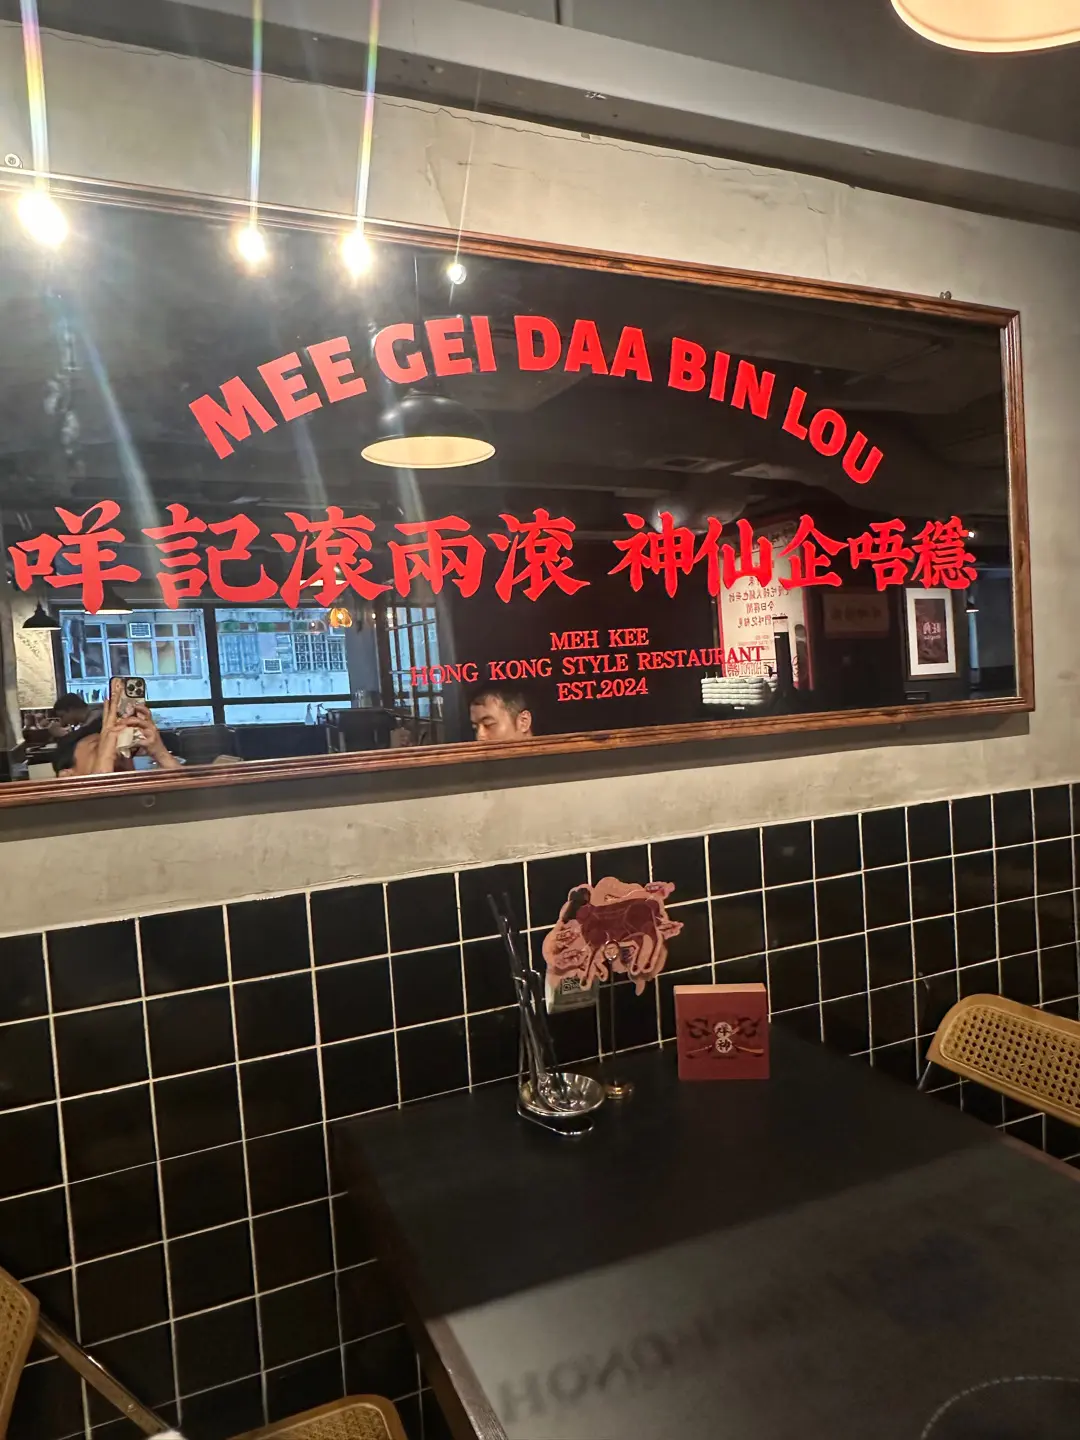 MEE GEI DAA BIN LOU
咩記滾兩滾 神仙企唔穩
MEH KEE
HONG KONG STYLE RESTAURANT
EST.2024